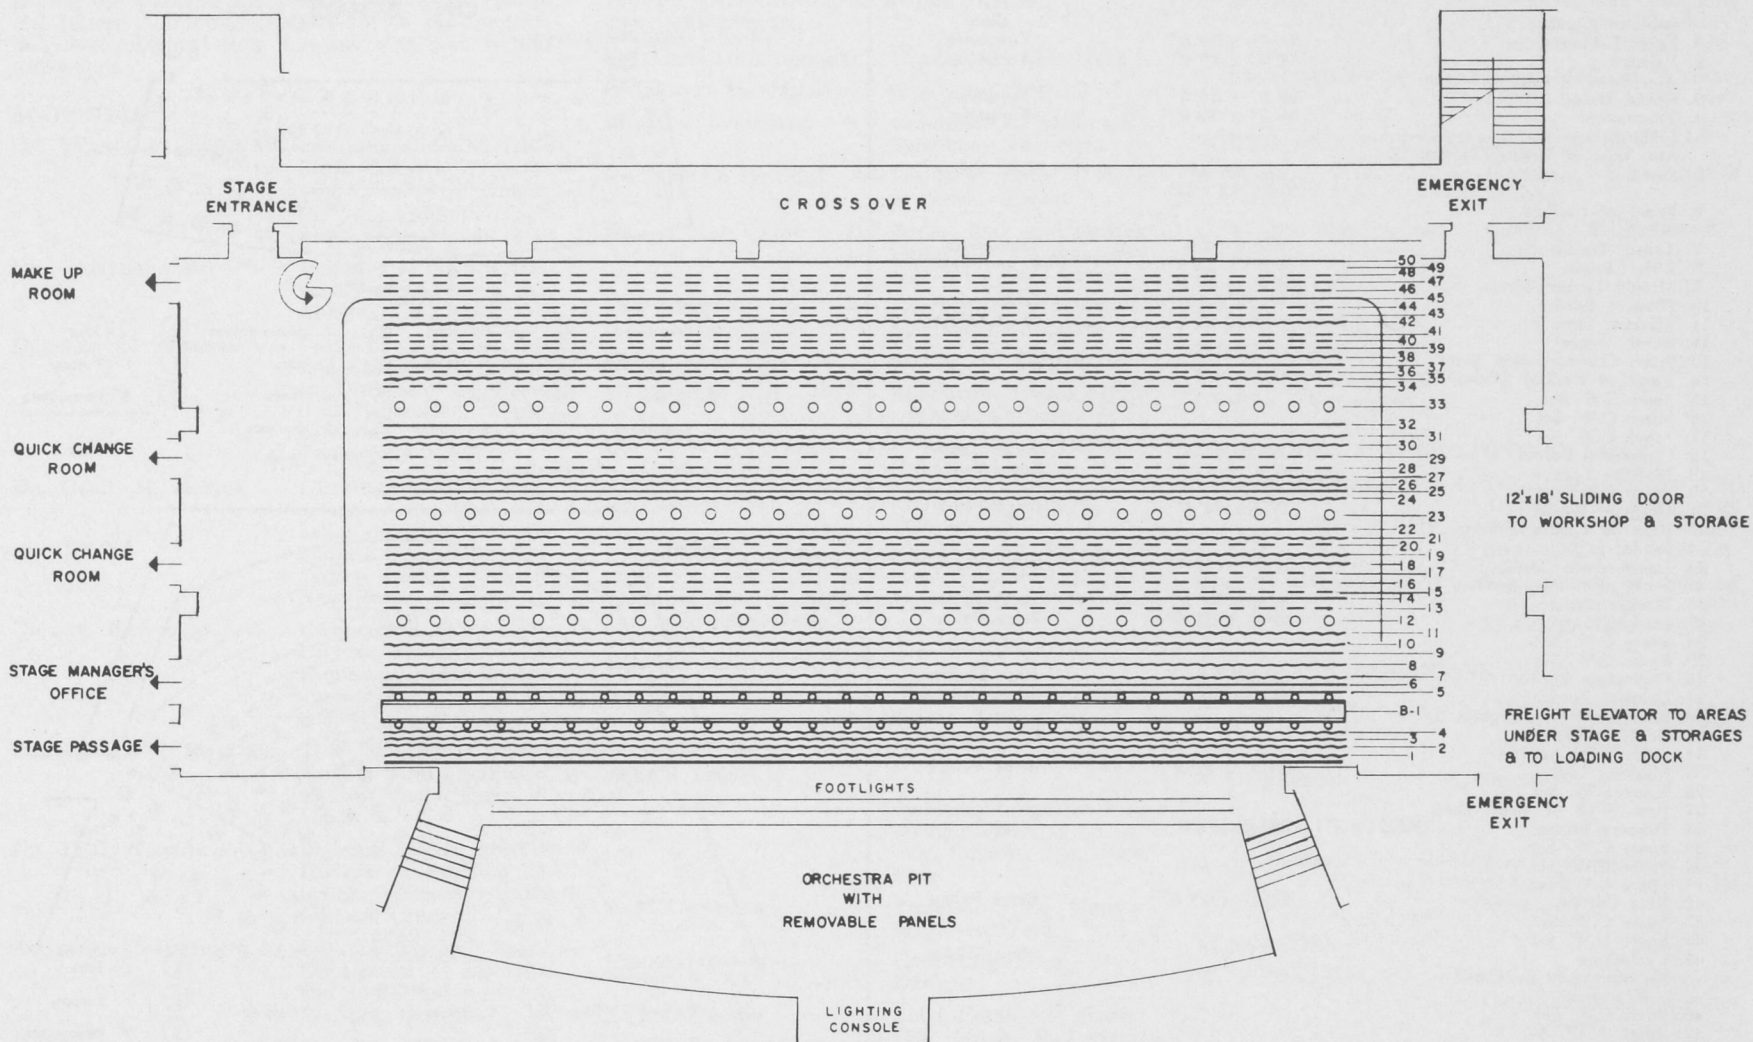 STAGE
ENTRANCE
CROSSOVER
EMERGENCY
EXIT
MAKE UP
ROOM
50
49
48
47
46
45
44
43
42
41
40
39
38
37
36
35
34
33
32
31
30
29
28
27
26
25
24
23
22
21
20
19
18
17
16
15
14
13
12
11
10
9
8
7
6
5
B-1
4
3
2
1
QUICK CHANGE
ROOM
QUICK CHANGE
ROOM
STAGE MANAGER'S
OFFICE
STAGE PASSAGE
12'x18' SLIDING DOOR
TO WORKSHOP & STORAGE
FREIGHT ELEVATOR TO AREAS
UNDER STAGE & STORAGES
& TO LOADING DOCK
EMERGENCY
EXIT
FOOTLIGHTS
ORCHESTRA PIT
WITH
REMOVABLE PANELS
LIGHTING
CONSOLE